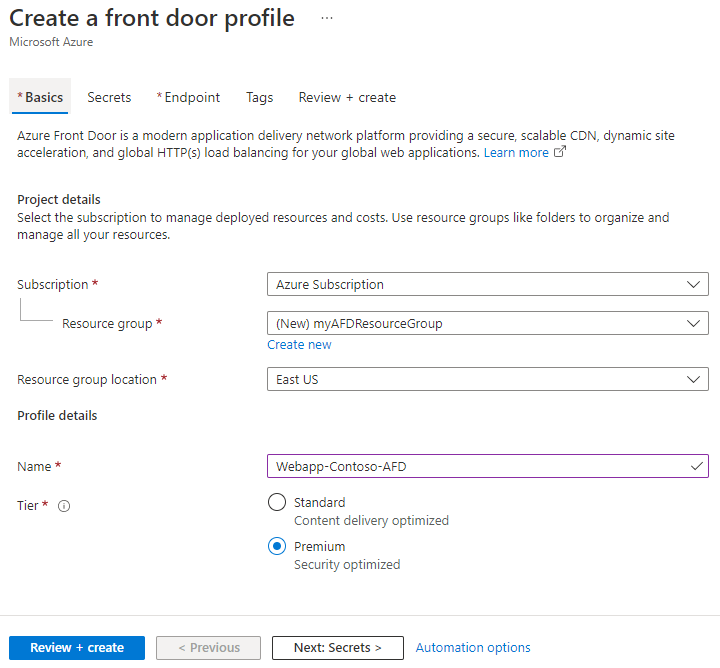 Create a front door profile ...
Microsoft Azure
* Basics Secrets * Endpoint Tags Review + create
Azure Front Door is a modern application delivery network platform providing a secure, scalable CDN, dynamic site
acceleration, and global HTTP(s) load balancing for your global web applications. Learn more
Project details
Select the subscription to manage deployed resources and costs. Use resource groups like folders to organize and
manage all your resources.
Subscription * Azure Subscription
Resource group * (New) myAFDResourceGroup
Create new
Resource group location * East US
Profile details
Name * Webapp-Contoso-AFD
Tier * Standard
Content delivery optimized
Premium
Security optimized
Review + create < Previous Next: Secrets > Automation options